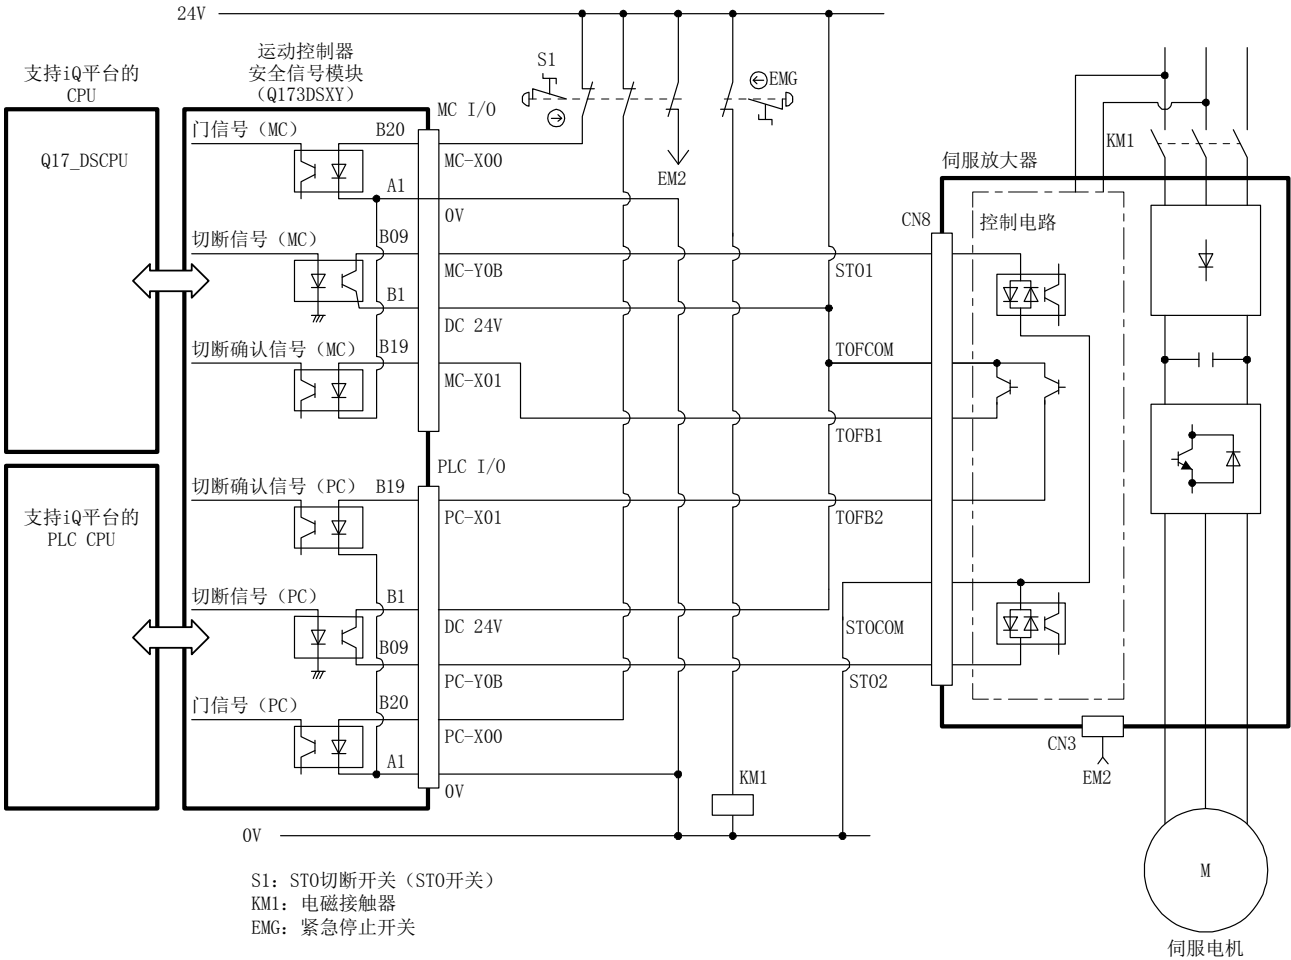 24V
支持iQ平台的
CPU
Q17_DSCPU
支持iQ平台的
PLC CPU
运动控制器
安全信号模块
(Q173DSXY)
门信号（MC）
B20
A1
切断信号（MC）
B09
B1
切断确认信号（MC）
B19
切断确认信号（PC）
B19
切断信号（PC）
B1
B09
门信号（PC）
B20
A1
MC I/O
MC-X00
0V
MC-Y0B
DC 24V
MC-X01
PLC I/O
PC-X01
DC 24V
PC-Y0B
PC-X00
0V
S1
EM2
EMG
KM1
STO1
TOFCOM
TOFB1
TOFB2
STOCOM
STO2
CN8
伺服放大器
控制电路
KM1
CN3
EM2
M
伺服电机
0V
S1：STO切断开关（STO开关）
KM1：电磁接触器
EMG：紧急停止开关